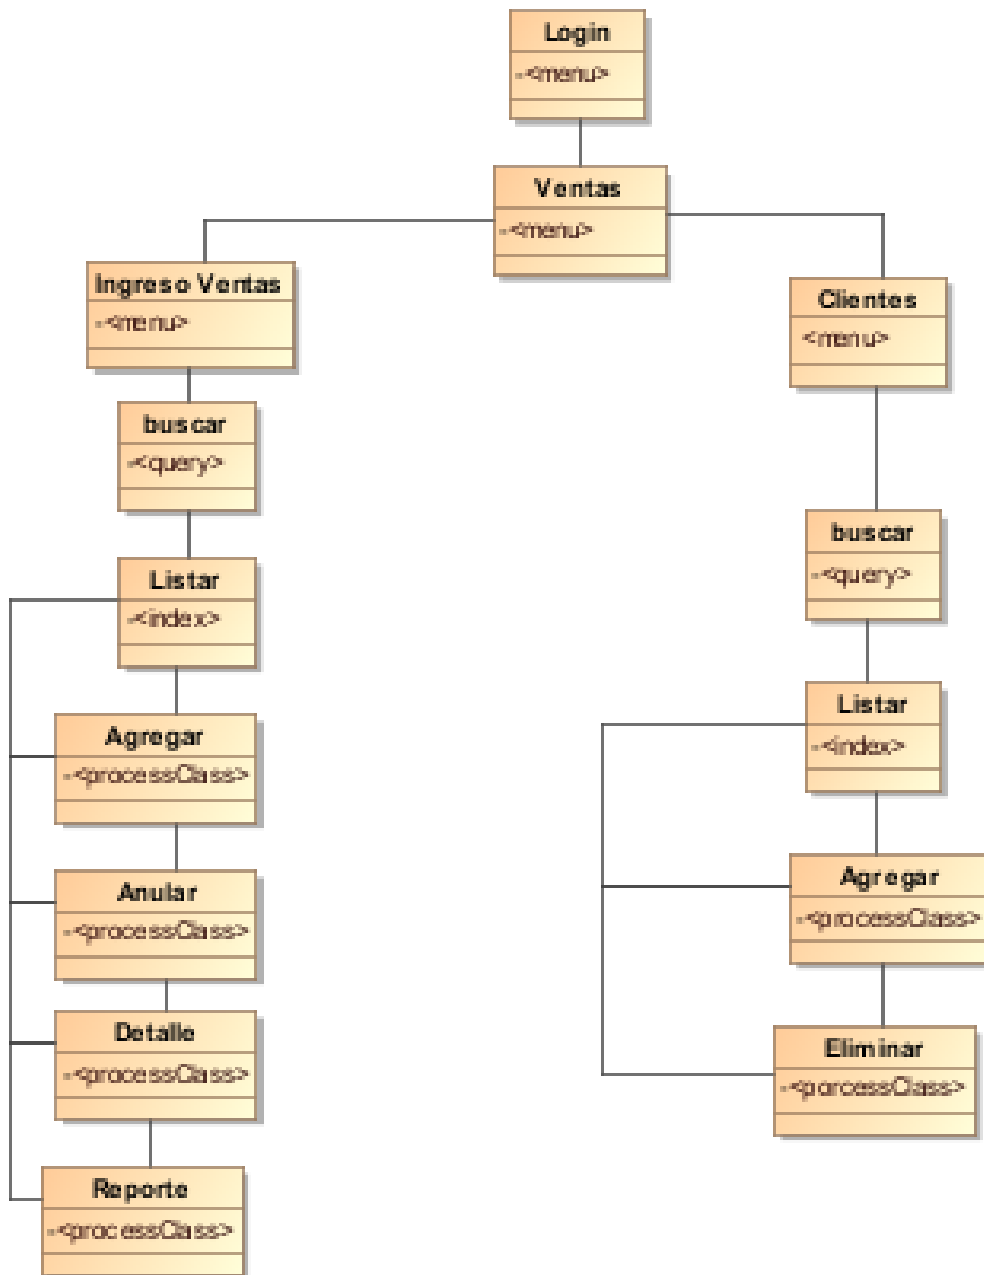 Login
-<menu>
Ventas
-<menu>
Ingreso Ventas
-<menu>
Clientes
<menu>
buscar
-<query>
buscar
-<query>
Listar
-<index>
Listar
-<index>
Agregar
-<processClass>
Agregar
-<processClass>
Anular
-<processClass>
Detalle
-<processClass>
Eliminar
-<porcessClass>
Reporte
-<processClass>